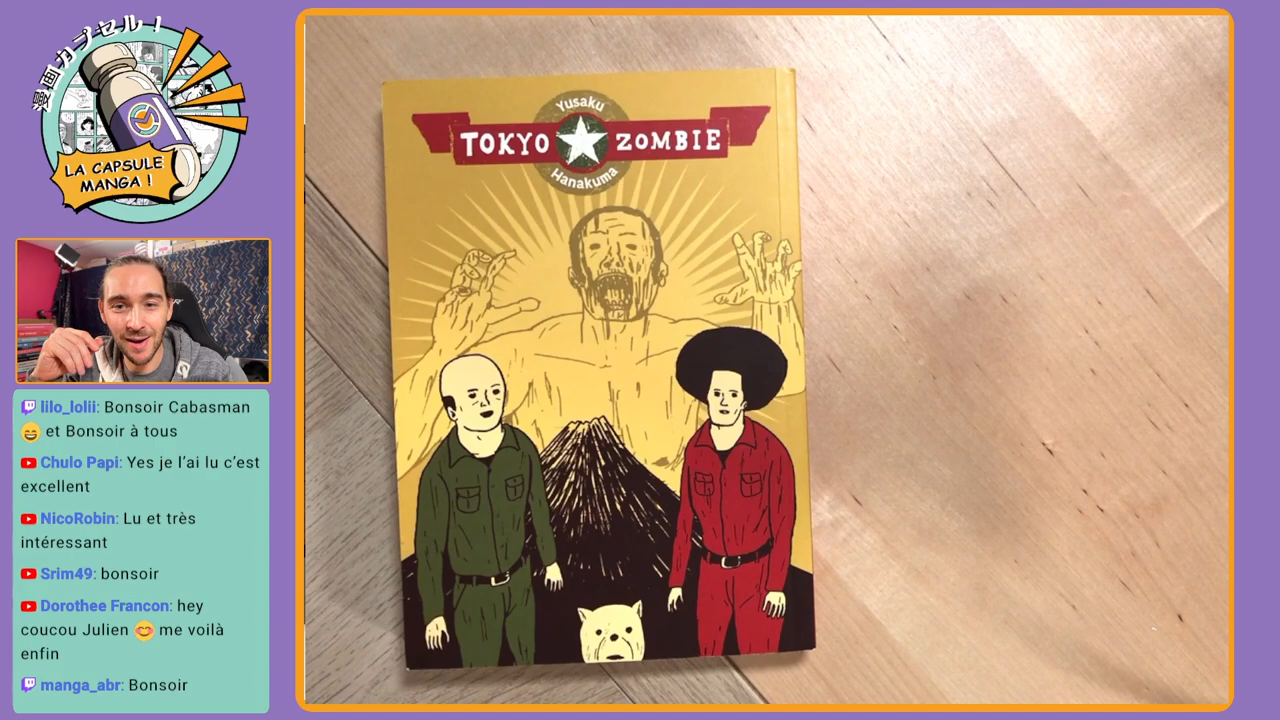 漫画カプセル!
LA CAPSULE
MANGA !
lilo_lolii: Bonsoir Cabasman
😄 et Bonsoir à tous
Chulo Papi: Yes je l’ai lu c’est
excellent
NicoRobin: Lu et très
intéressant
Srim49: bonsoir
Dorothee Francon: hey
coucou Julien 😊 me voilà
enfin
manga_abr: Bonsoir
Yusaku
TOKYO ZOMBIE
Hanakuma